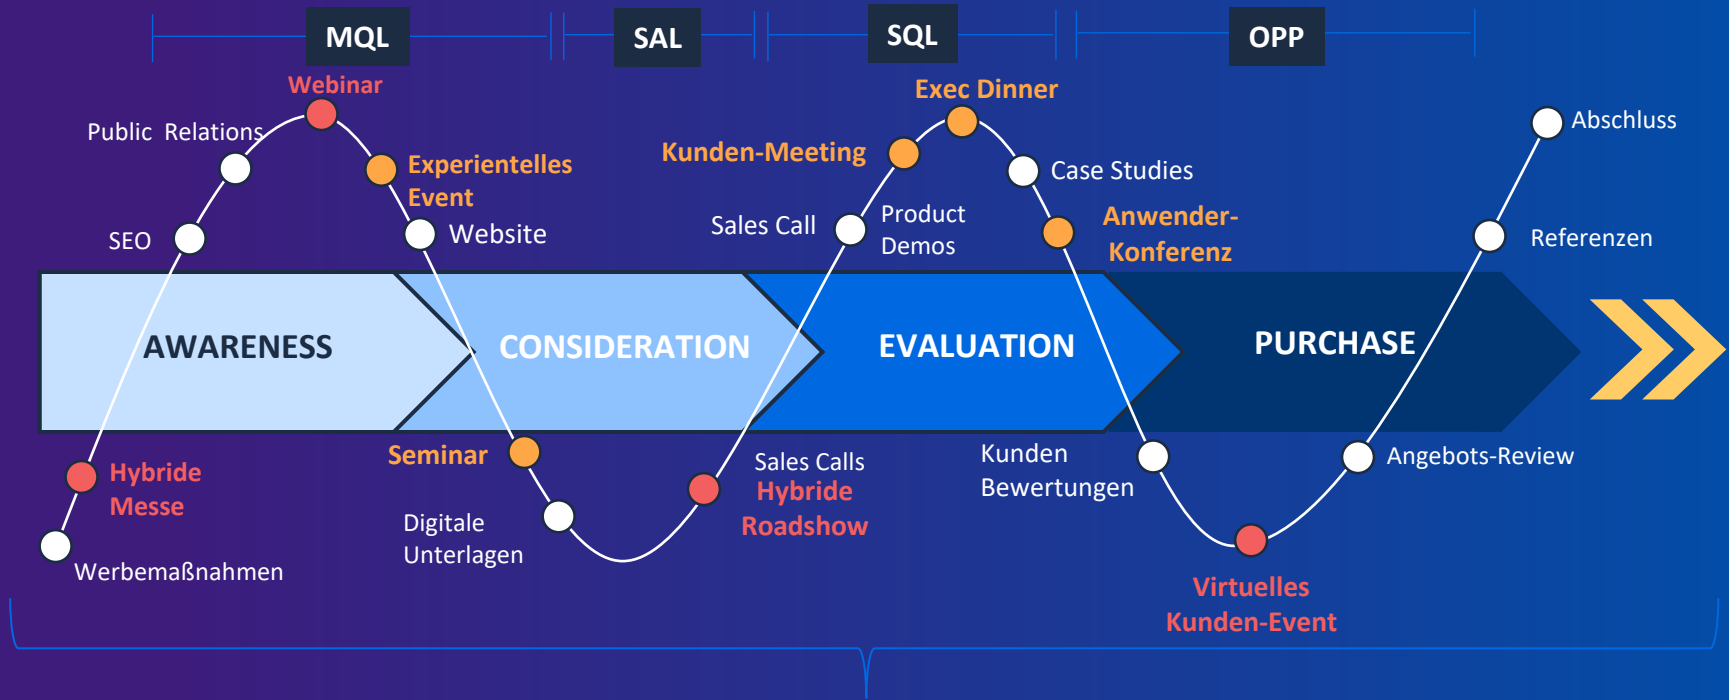 MQL
SAL
SQL
OPP
Webinar
Public Relations
Experientelles
Event
SEO
Website
Exec Dinner
Kunden-Meeting
Case Studies
Sales Call
Product
Demos
Anwender-
Konferenz
Abschluss
Referenzen
AWARENESS
CONSIDERATION
EVALUATION
PURCHASE
Hybride
Messe
Werbemaßnahmen
Seminar
Digitale
Unterlagen
Sales Calls
Hybride
Roadshow
Kunden
Bewertungen
Angebots-Review
Virtuelles
Kunden-Event